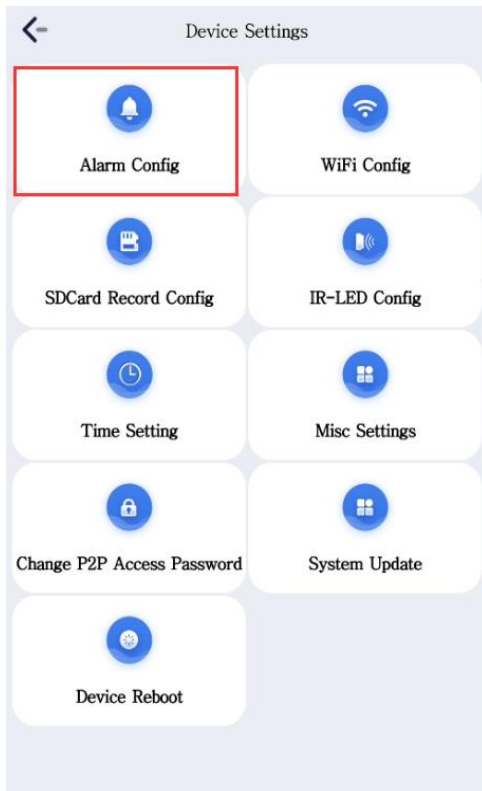 Device Settings
Alarm Config
WiFi Config
SDCard Record Config
IR-LED Config
Time Setting
Misc Settings
Change P2P Access Password
System Update
Device Reboot